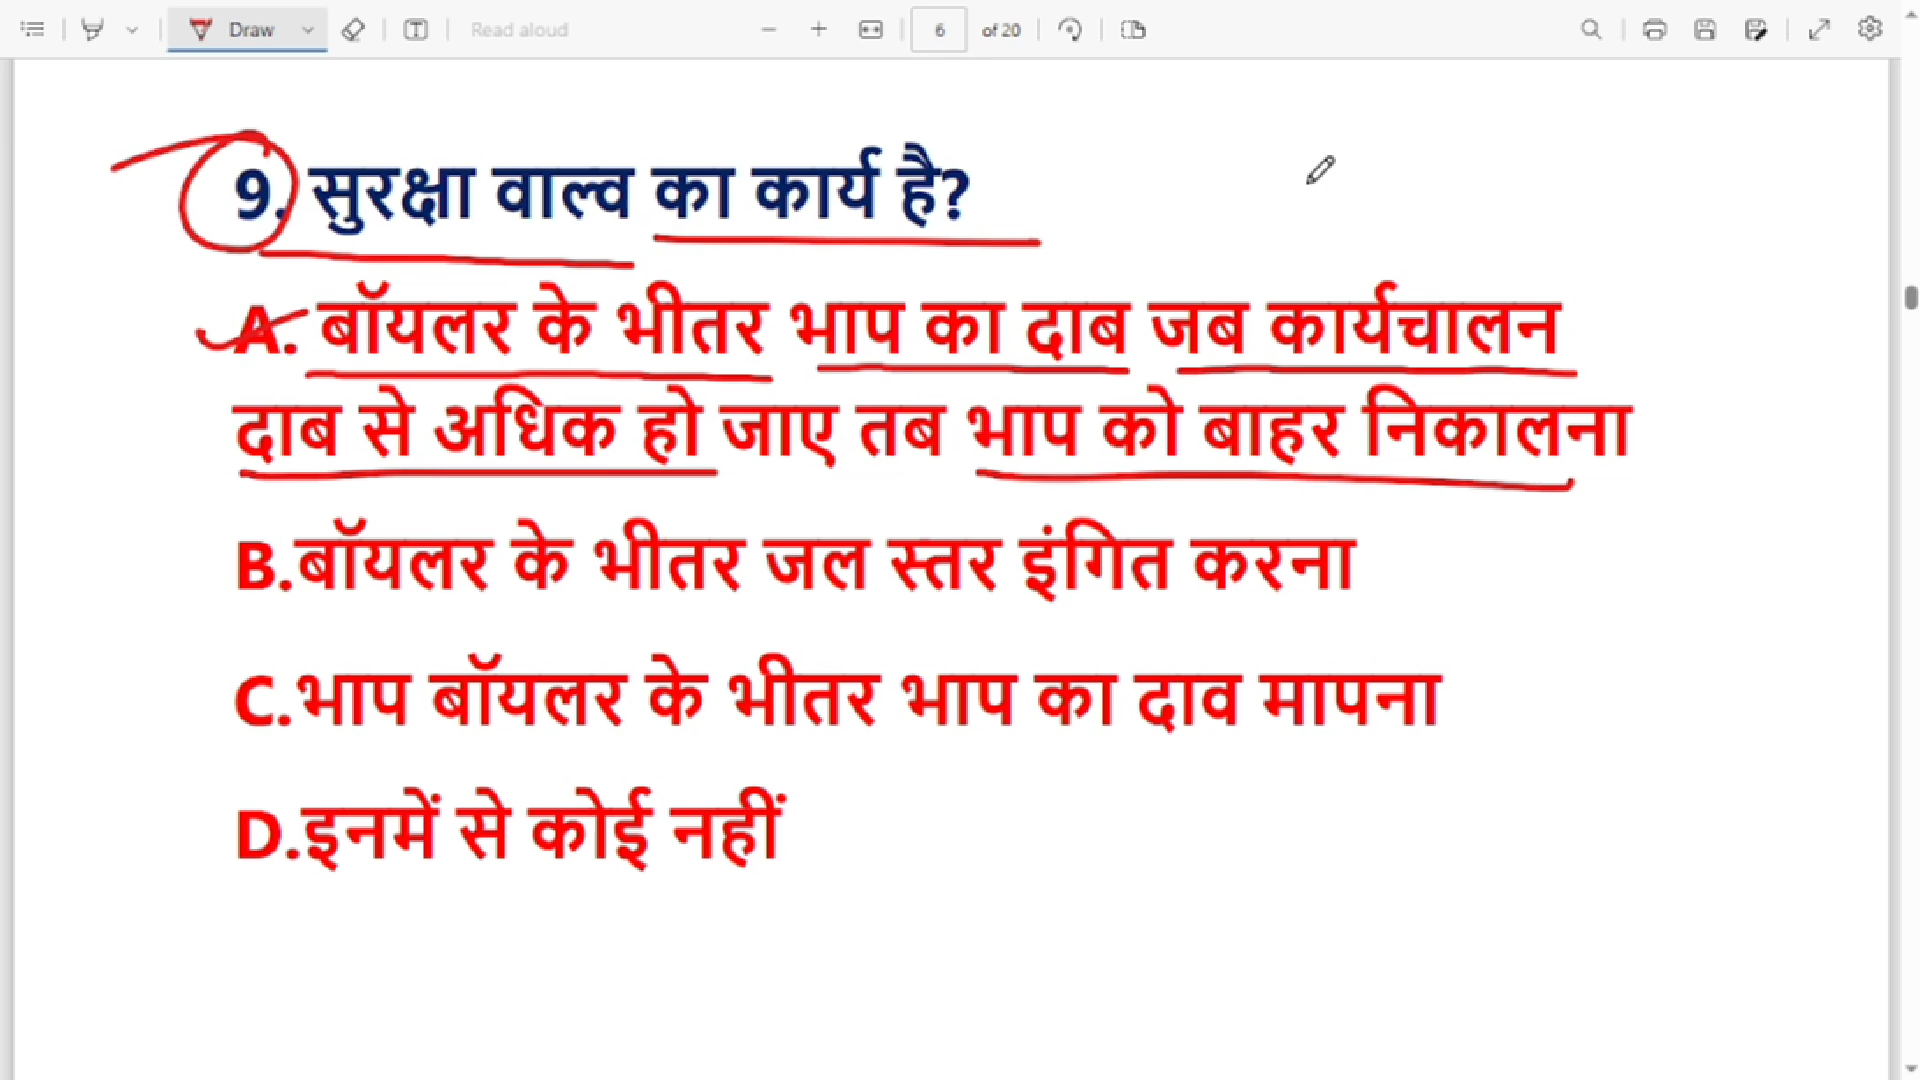 Draw
Read aloud
6
of 20
9. सुरक्षा वाल्व का कार्य है?
A. बॉयलर के भीतर भाप का दाब जब कार्यचालन
दाब से अधिक हो जाए तब भाप को बाहर निकालना
B.बॉयलर के भीतर जल स्तर इंगित करना
C.भाप बॉयलर के भीतर भाप का दाव मापना
D.इनमें से कोई नहीं